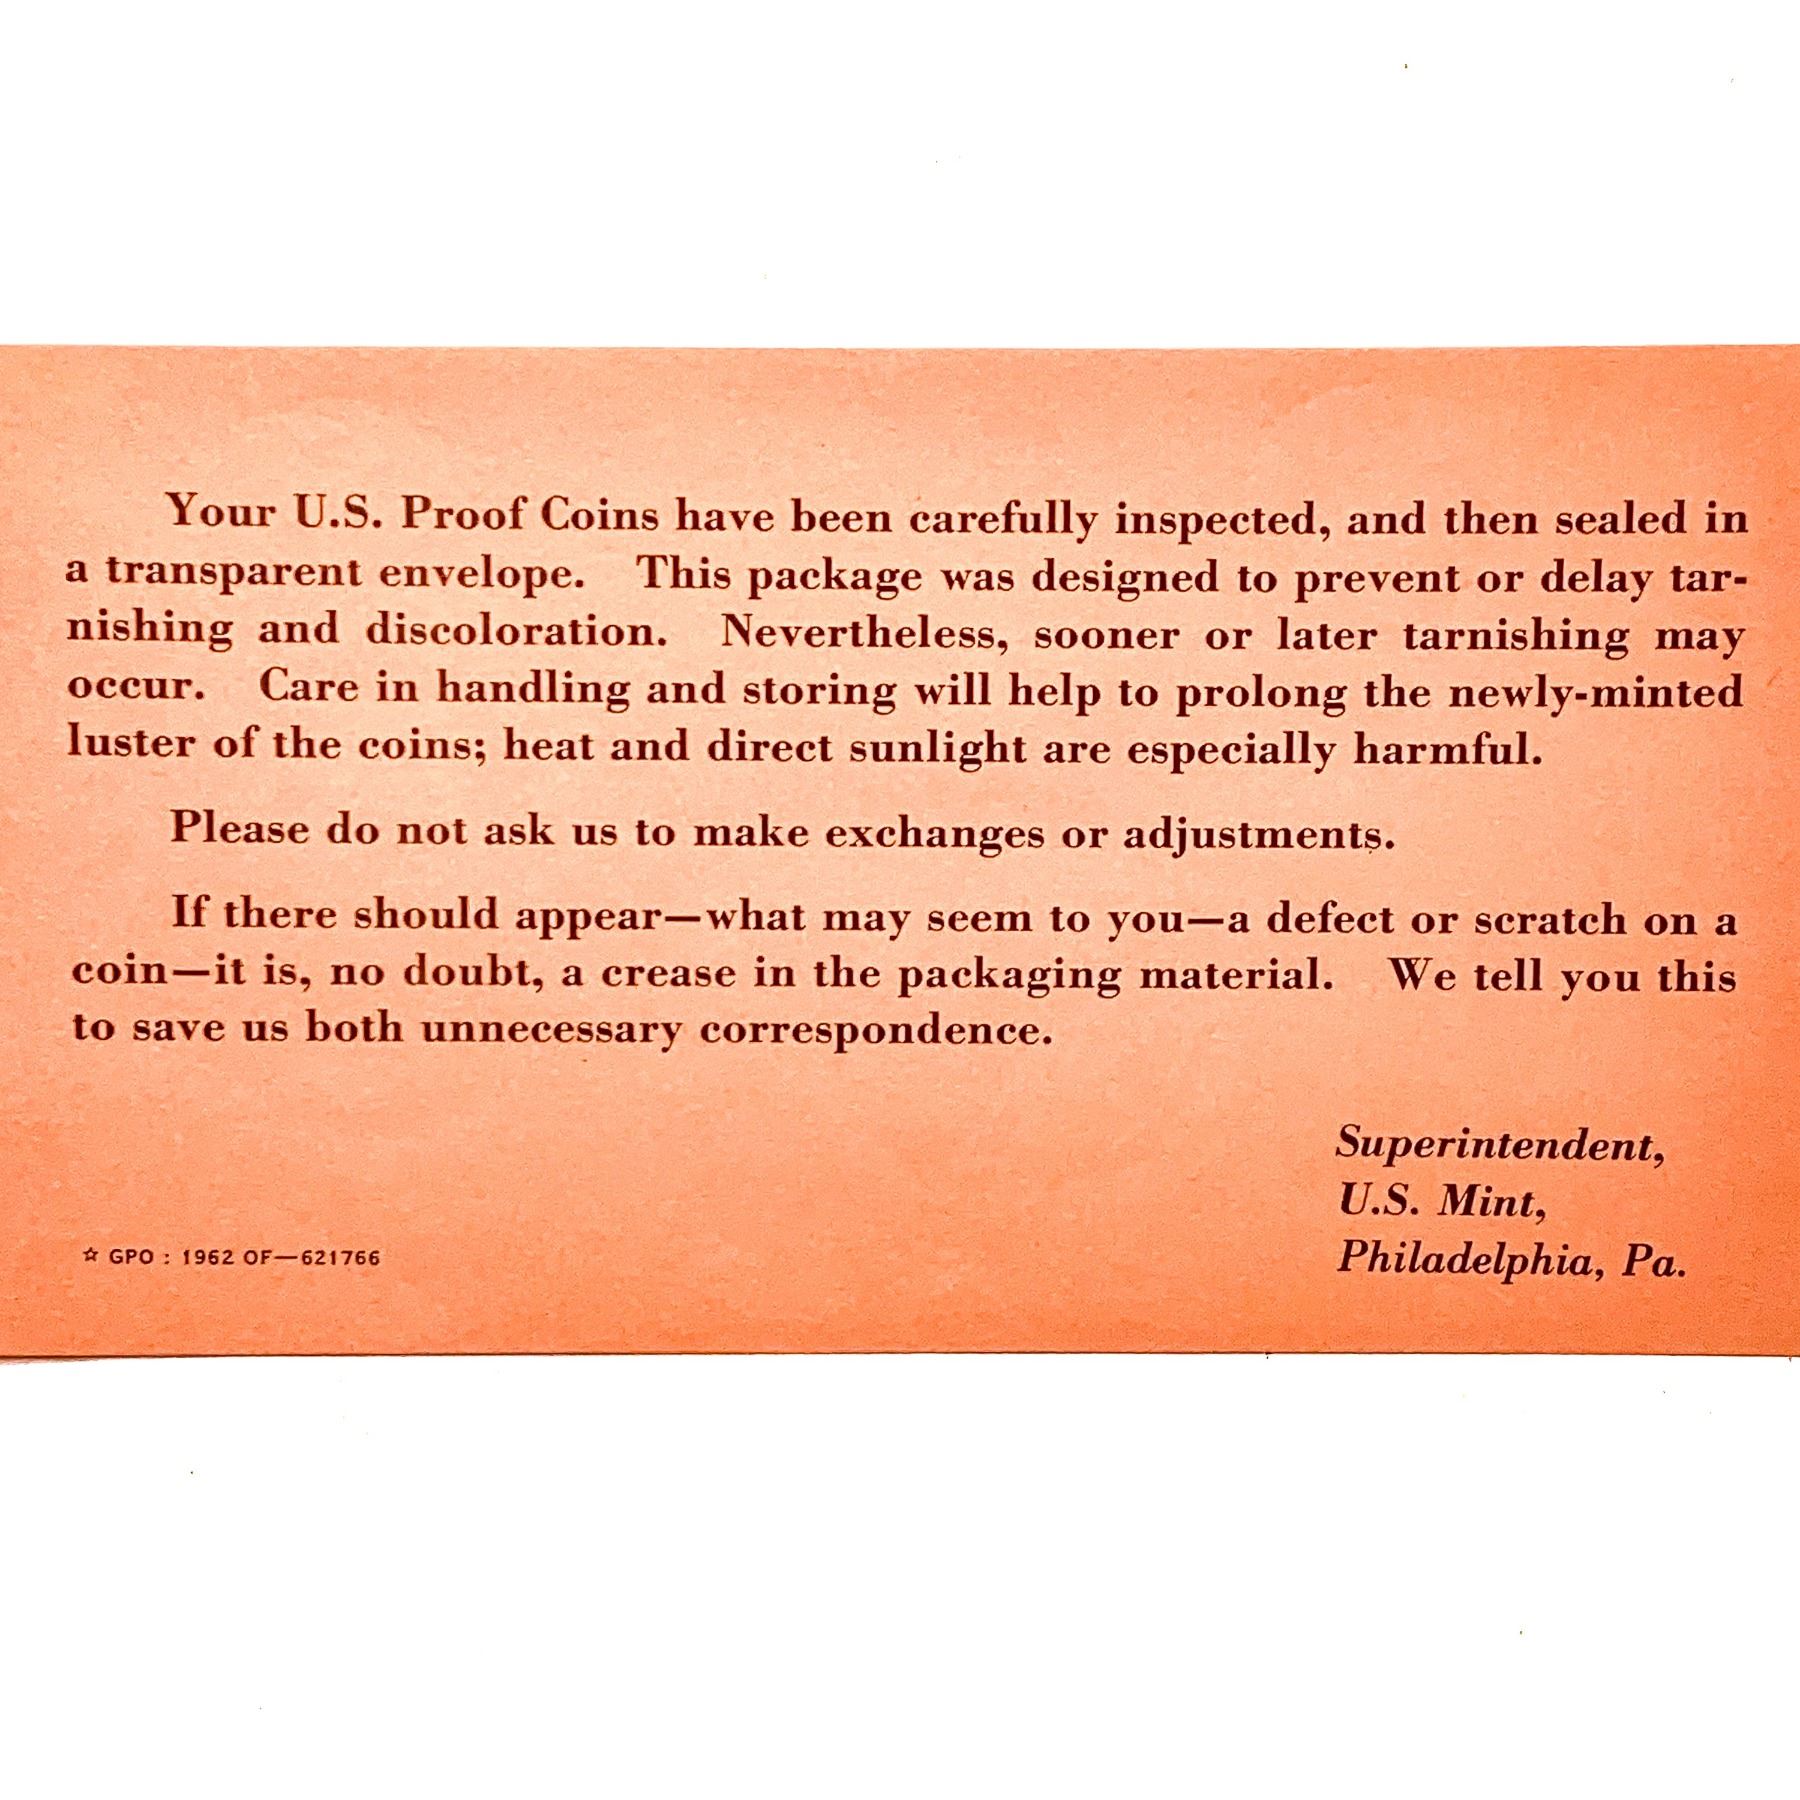 Your U.S. Proof Coins have been carefully inspected, and then sealed in
a transparent envelope. This package was designed to prevent or delay tar-
nishing and discoloration. Nevertheless, sooner or later tarnishing may
occur. Care in handling and storing will help to prolong the newly-minted
luster of the coins; heat and direct sunlight are especially harmful.
Please do not ask us to make exchanges or adjustments.
If there should appear—what may seem to you—a defect or scratch on a
coin—it is, no doubt, a crease in the packaging material. We tell you this
to save us both unnecessary correspondence.
Superintendent,
U.S. Mint,
Philadelphia, Pa.
☆ GPO : 1962 OF—621766